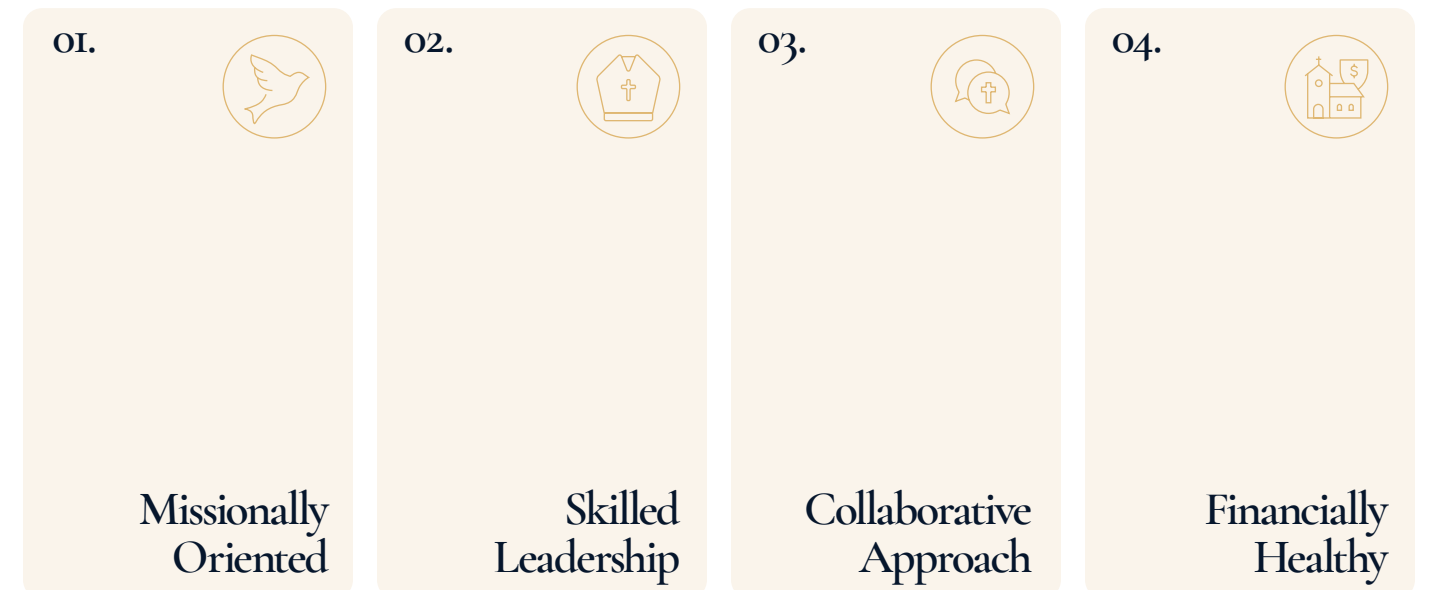 01.
Missionally
Oriented
02.
Skilled
Leadership
03.
Collaborative
Approach
04.
$
Financially
Healthy